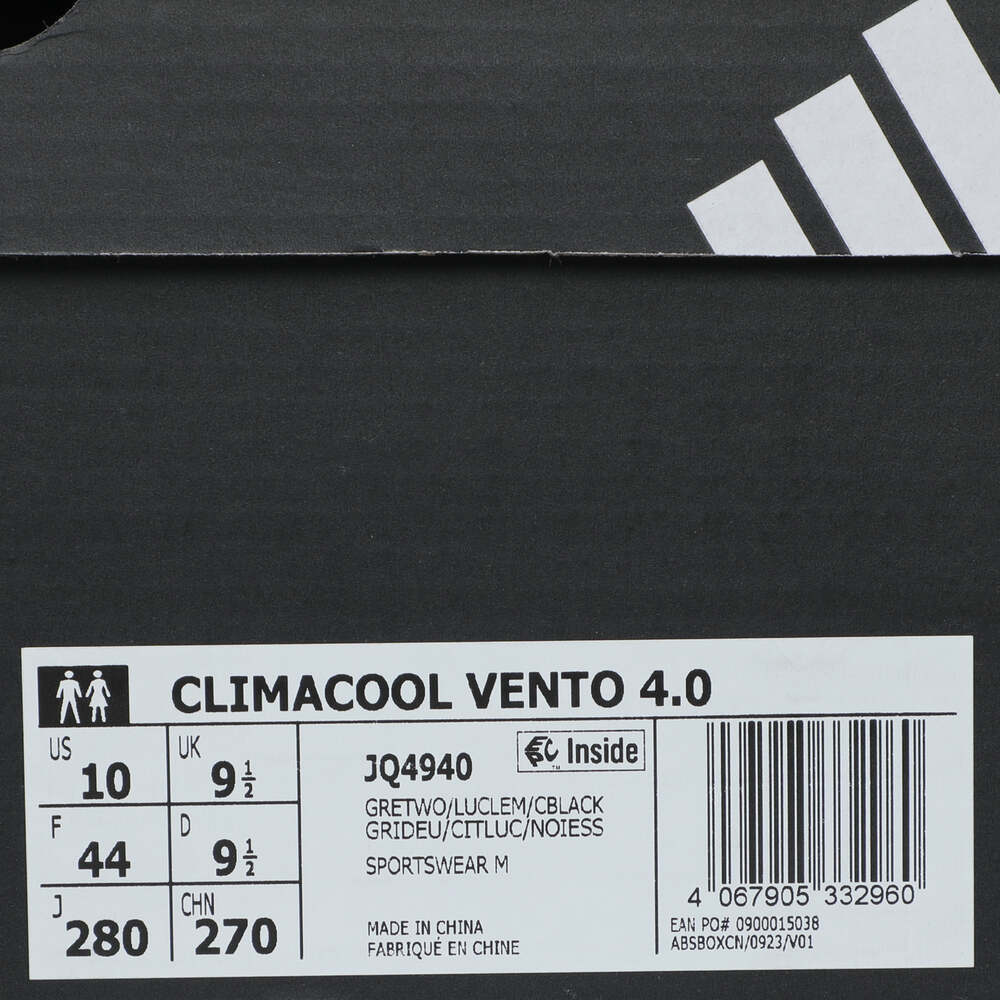 CLIMACOOL VENTO 4.0
US
10
UK
9 1/2
F
44
D
9 1/2
J
280
CHN
270
JQ4940
Inside
GRETWO/LUCLEM/CBLACK
GRIDEU/CITLUC/NOIESS
SPORTSWEAR M
MADE IN CHINA
FABRIQUÉ EN CHINE
4 067905 332960
EAN PO# 0900015038
ABSBOXCN/0923/V01